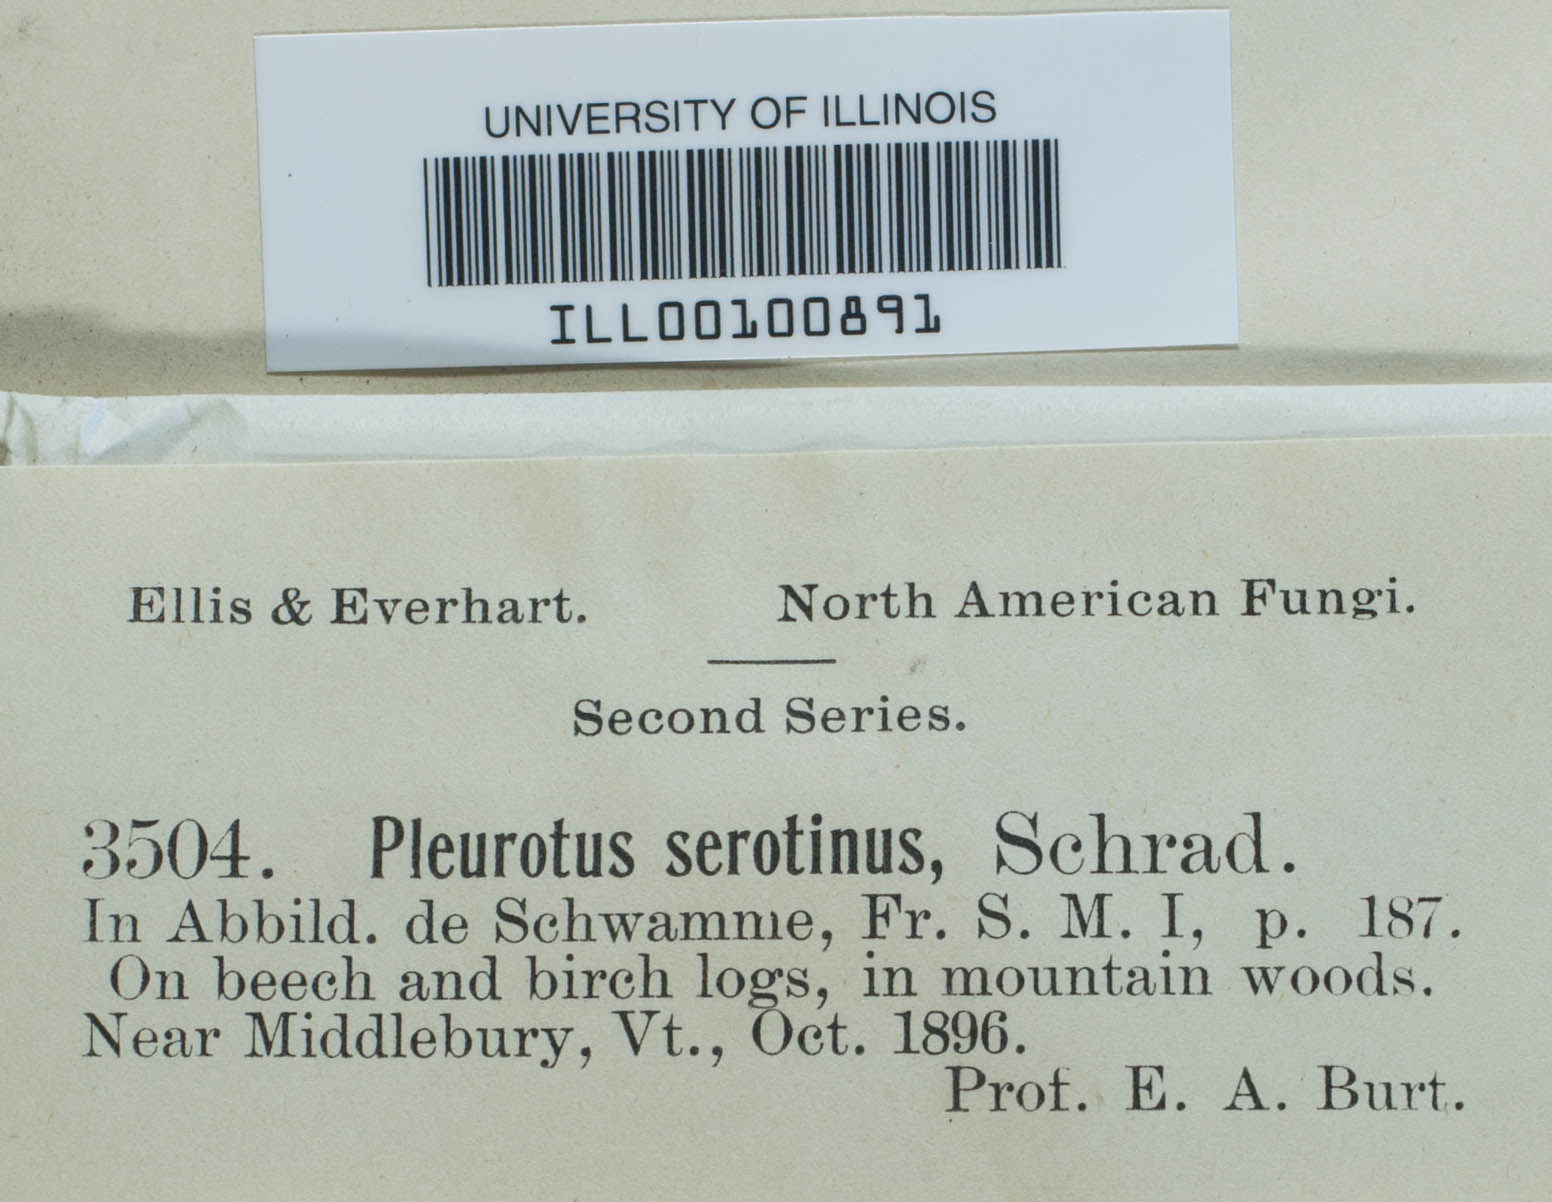 UNIVERSITY OF ILLINOIS
ILL00100891
Ellis & Everhart. North American Fungi.
Second Series.
3504. Pleurotus serotinus, Schrad.
In Abbild. de Schwamme, Fr. S. M. I, p. 187.
On beech and birch logs, in mountain woods.
Near Middlebury, Vt., Oct. 1896.
Prof. E. A. Burt.